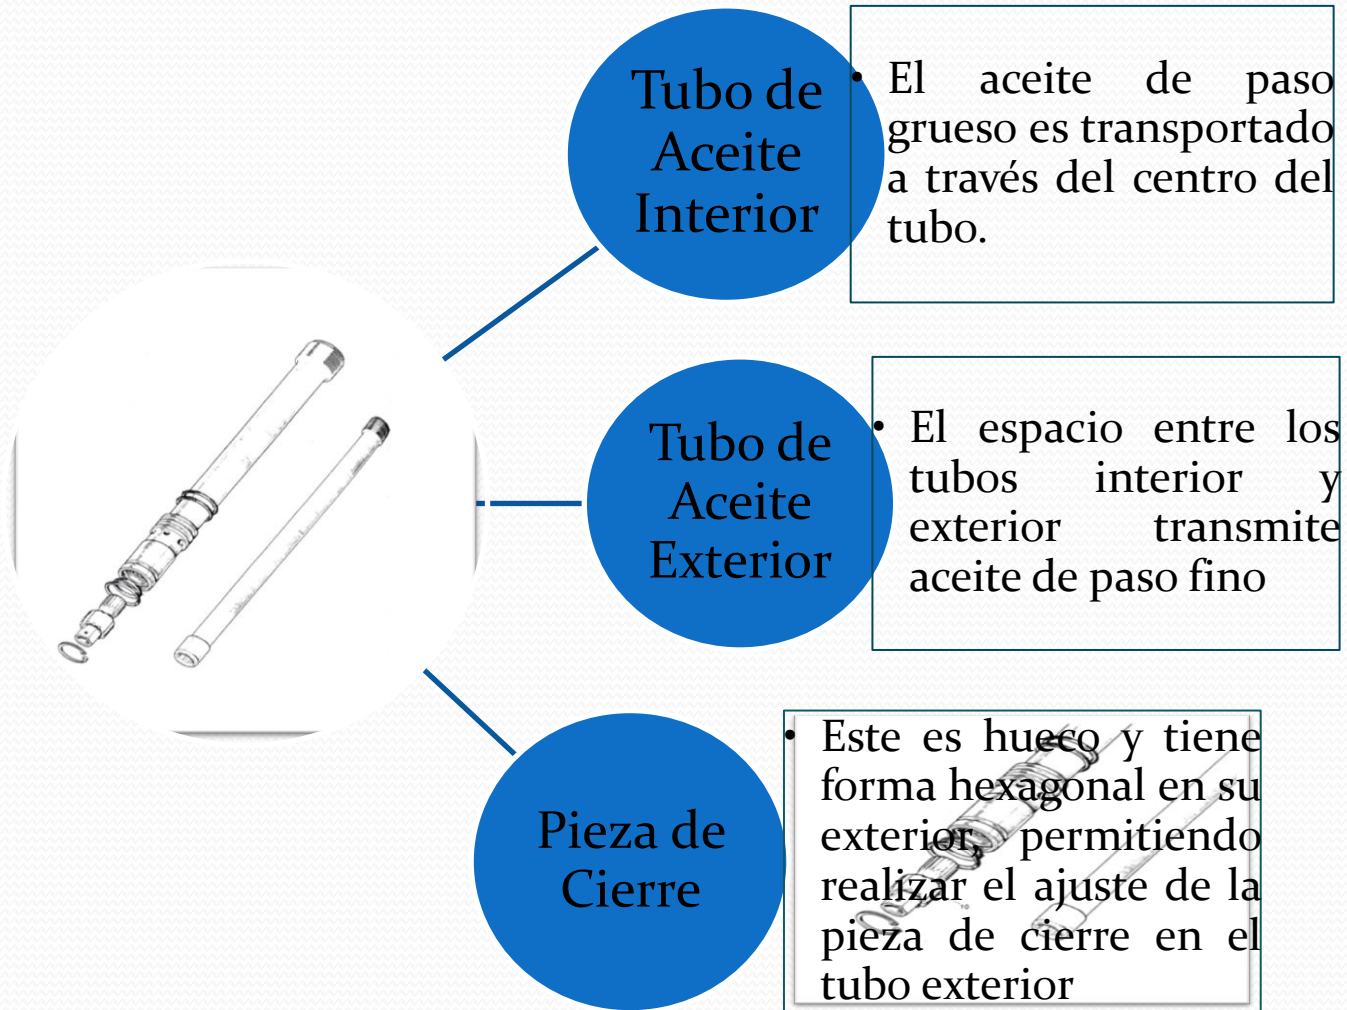 Tubo de
Aceite
Interior
• El aceite de paso
grueso es transportado
a través del centro del
tubo.
Tubo de
Aceite
Exterior
• El espacio entre los
tubos interior y
exterior transmite
aceite de paso fino
Pieza de
Cierre
• Este es hueco y tiene
forma hexagonal en su
exterior, permitiendo
realizar el ajuste de la
pieza de cierre en el
tubo exterior